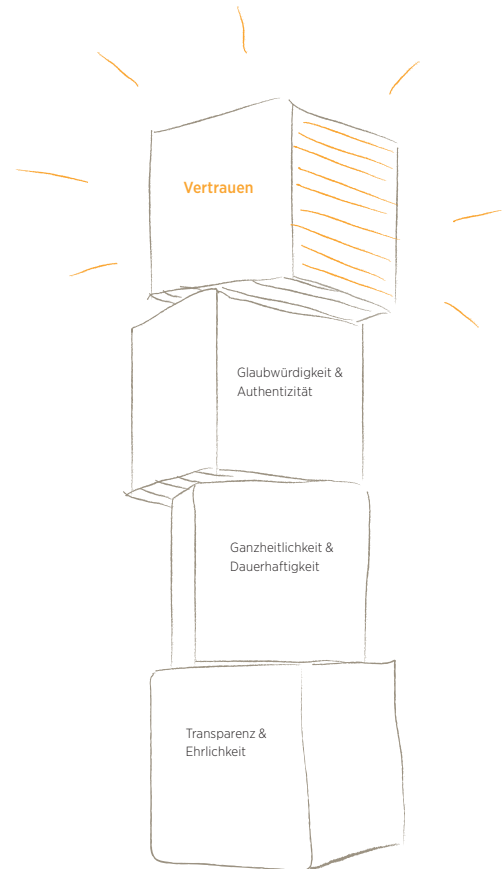 Vertrauen
Glaubwürdigkeit &
Authentizität
Ganzheitlichkeit &
Dauerhaftigkeit
Transparenz &
Ehrlichkeit